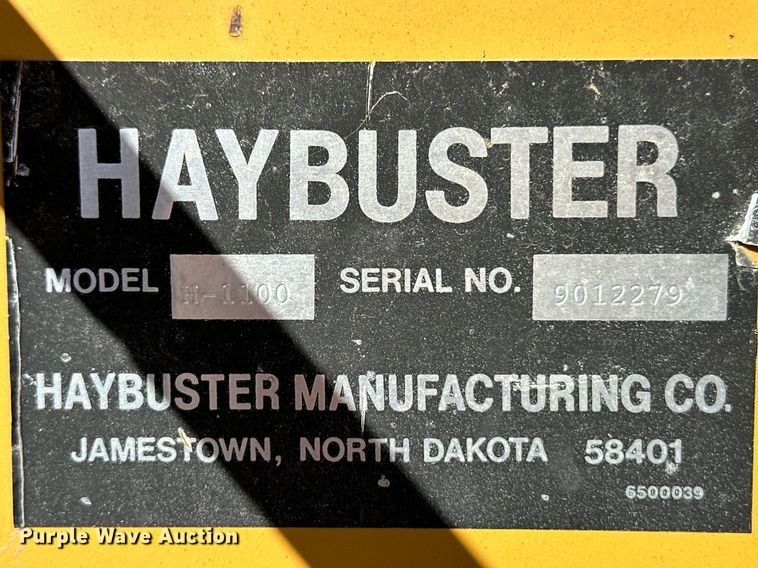 HAYBUSTER
MODEL H-1100 SERIAL NO. 9012279
HAYBUSTER MANUFACTURING CO.
JAMESTOWN, NORTH DAKOTA 58401
6500039
Purple Wave Auction